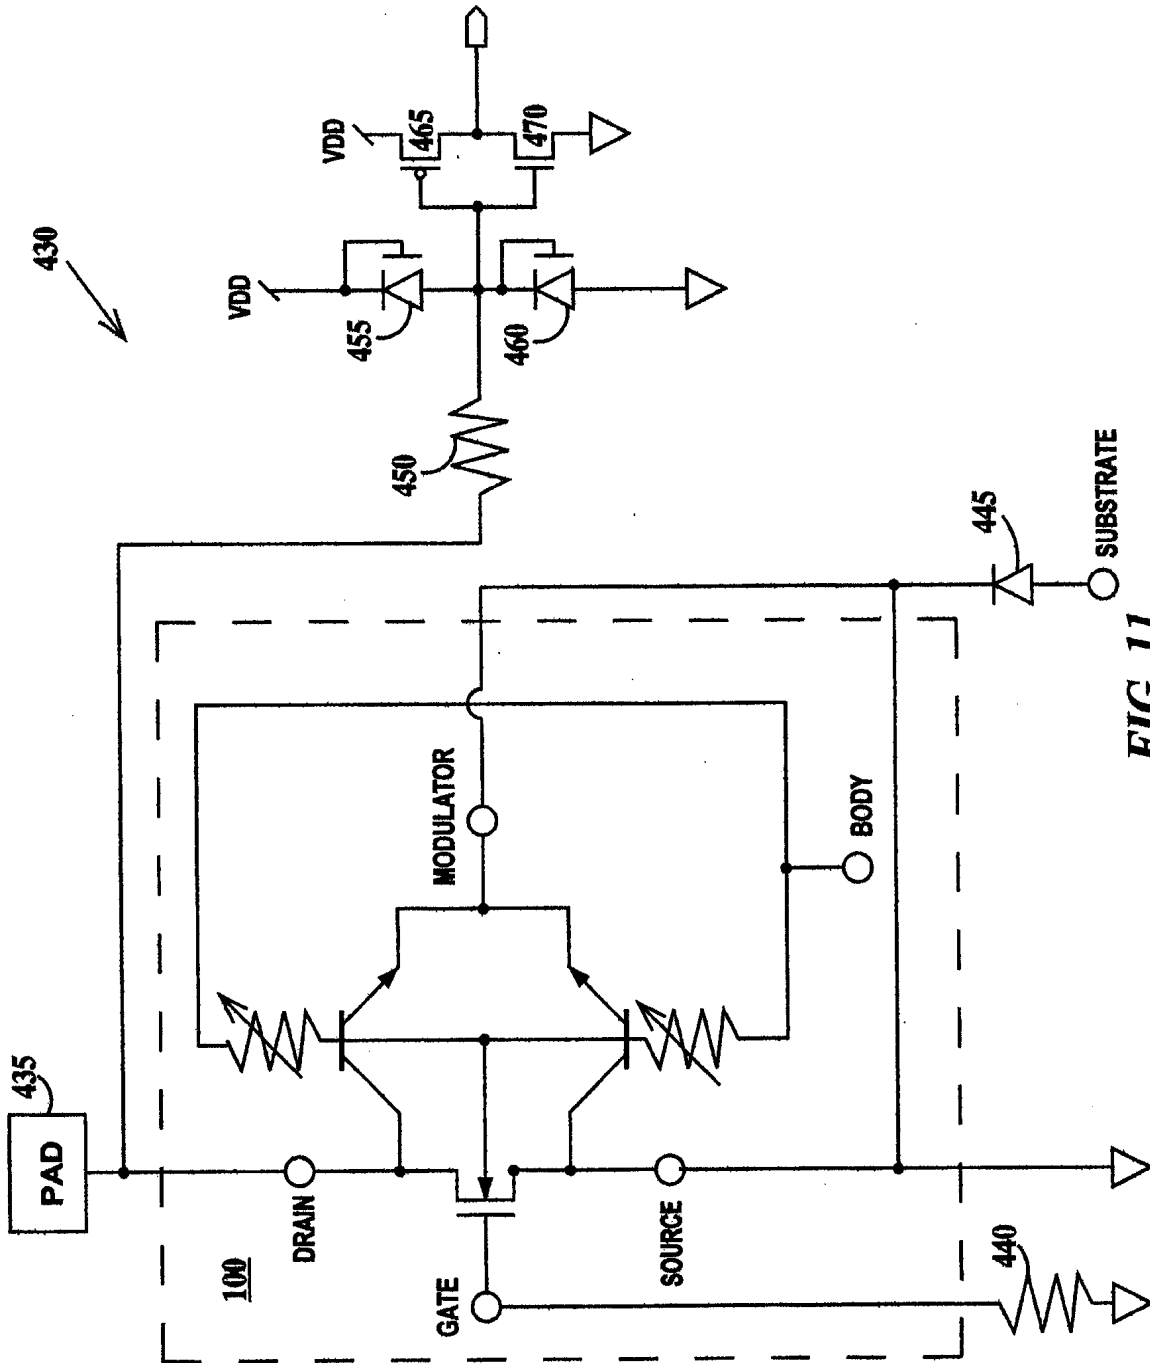 430
VDD
VDD
465
470
455
460
450
445
SUBSTRATE
MODULATOR
BODY
435
PAD
DRAIN
100
SOURCE
GATE
440
FIG 11